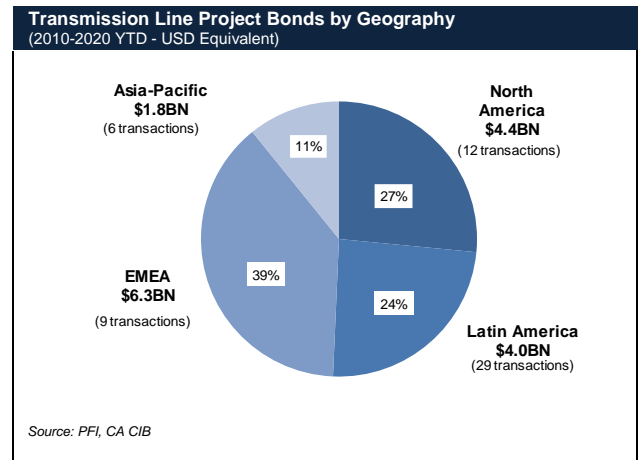 Transmission Line Project Bonds by Geography
(2010-2020 YTD - USD Equivalent)
Asia-Pacific
$1.8BN
(6 transactions)
North
America
$4.4BN
(12 transactions)
11%
27%
39%
24%
EMEA
$6.3BN
(9 transactions)
Latin America
$4.0BN
(29 transactions)
Source: PFI, CA CIB